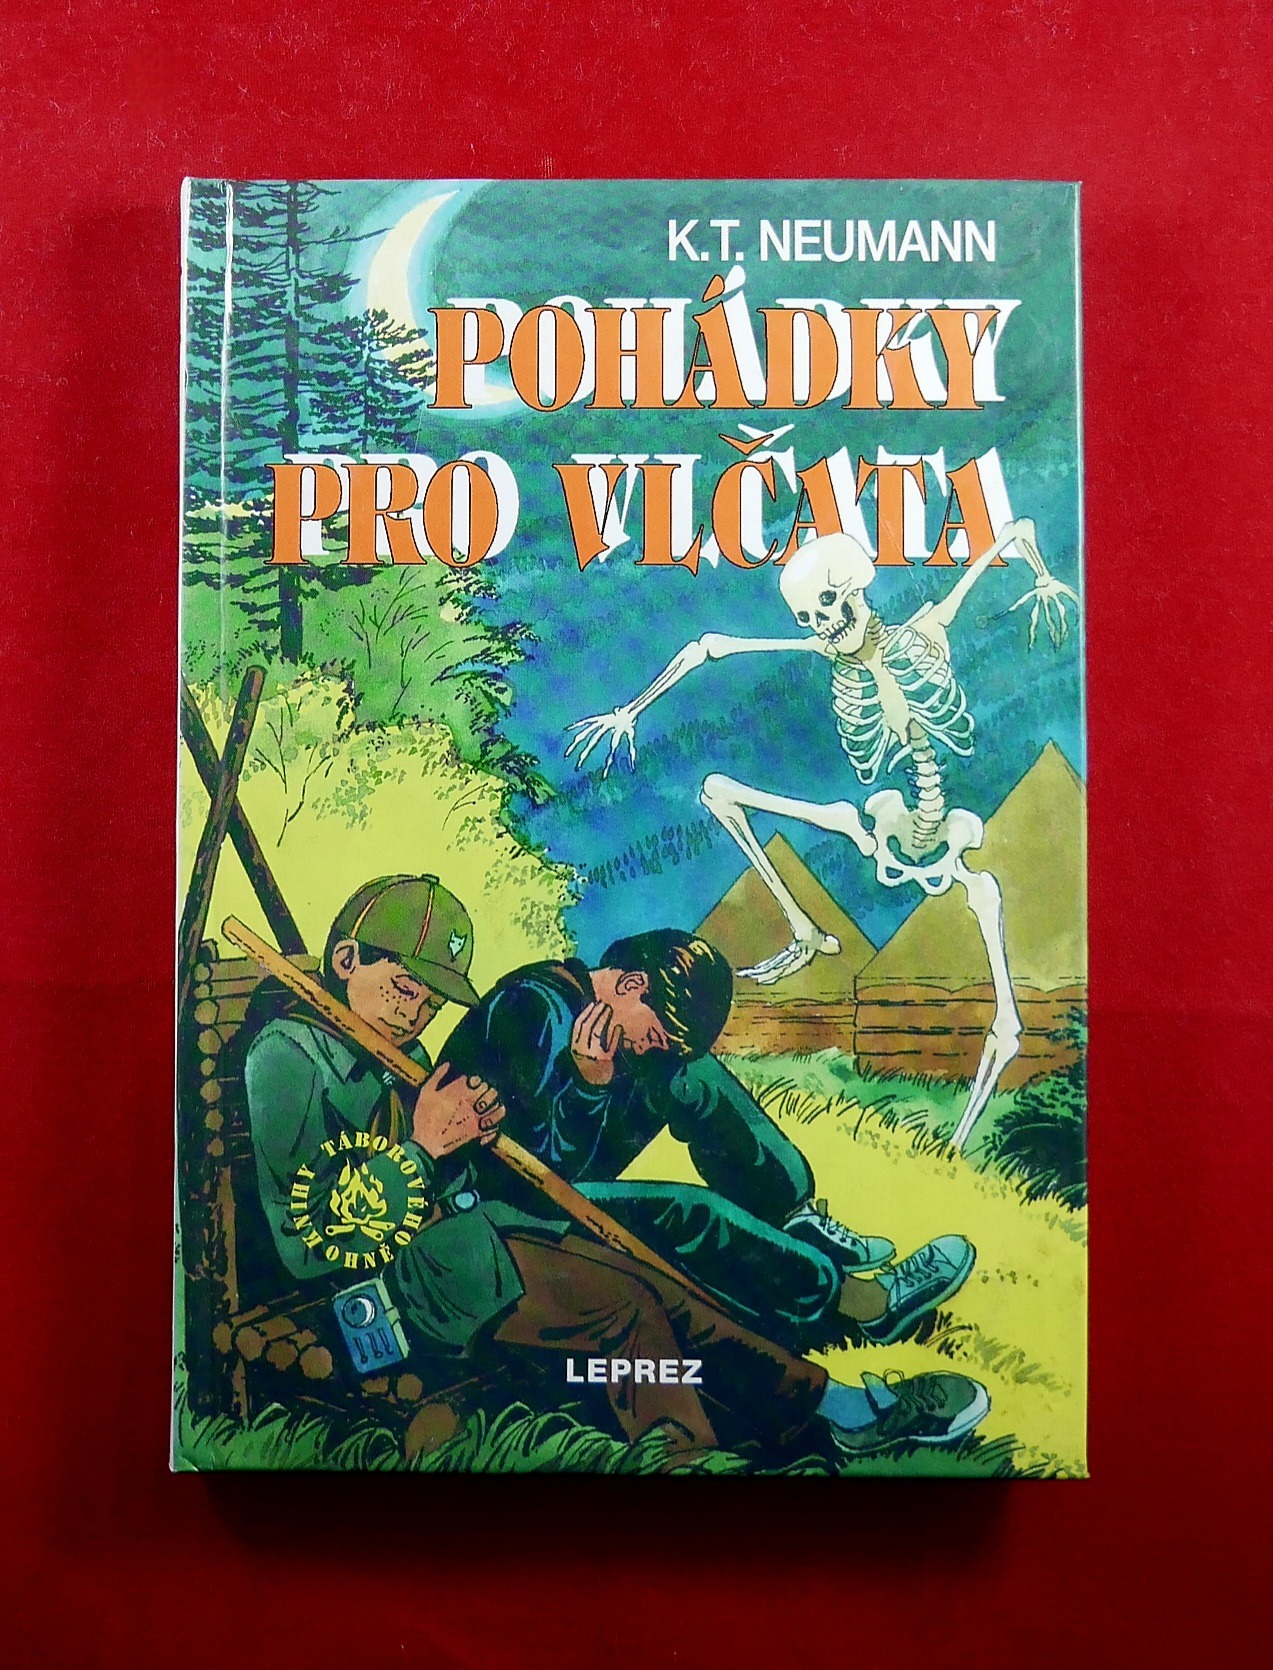 K.T. NEUMANN
POHÁDKY
PRO VLČATA
KNIHY TÁBOROVÉHO OHNĚ
LEPREZ